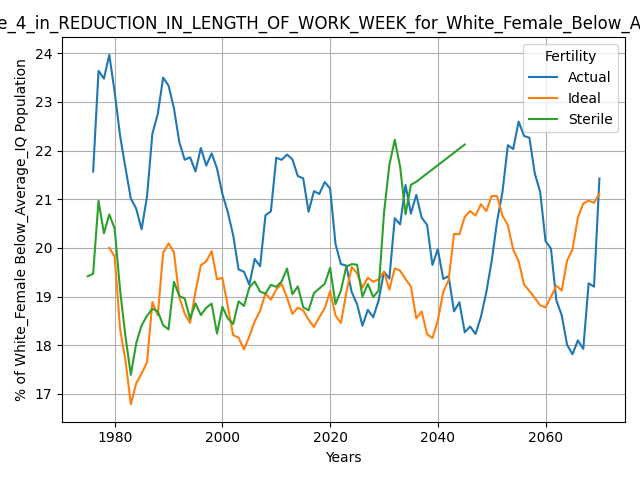 e_4_in_REDUCTION_IN_LENGTH_OF_WORK_WEEK_for_White_Female_Below_A
Fertility
Actual
Ideal
Sterile
% of White_Female Below_Average_IQ Population
24
23
22
21
20
19
18
17
1980 2000 2020 2040 2060
Years